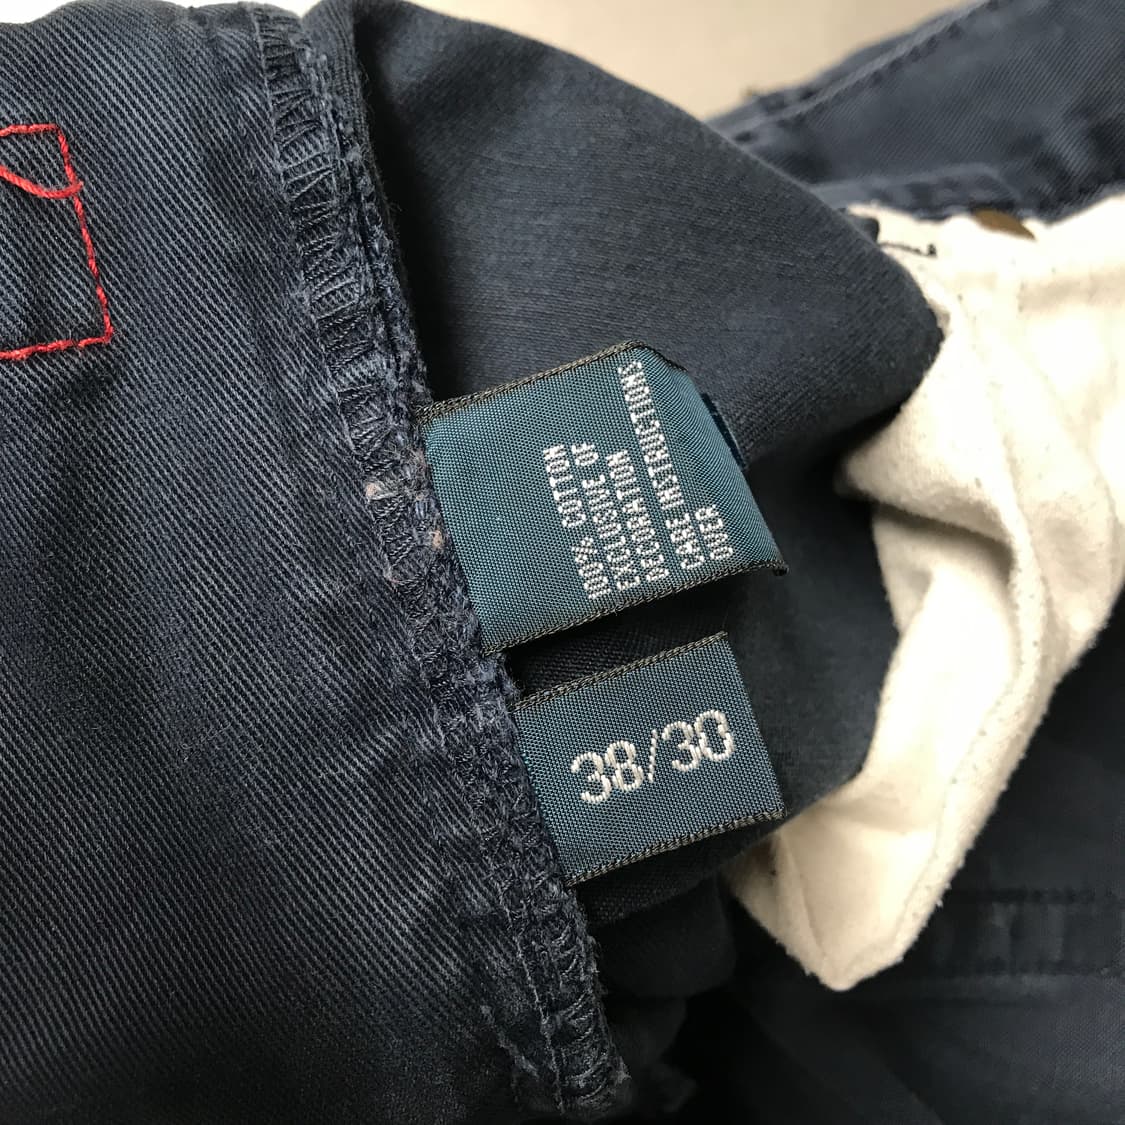 100% COTTON
EXCLUSIVE OF
DECORATION
CARE INSTRUCTIONS
OVER
38/30